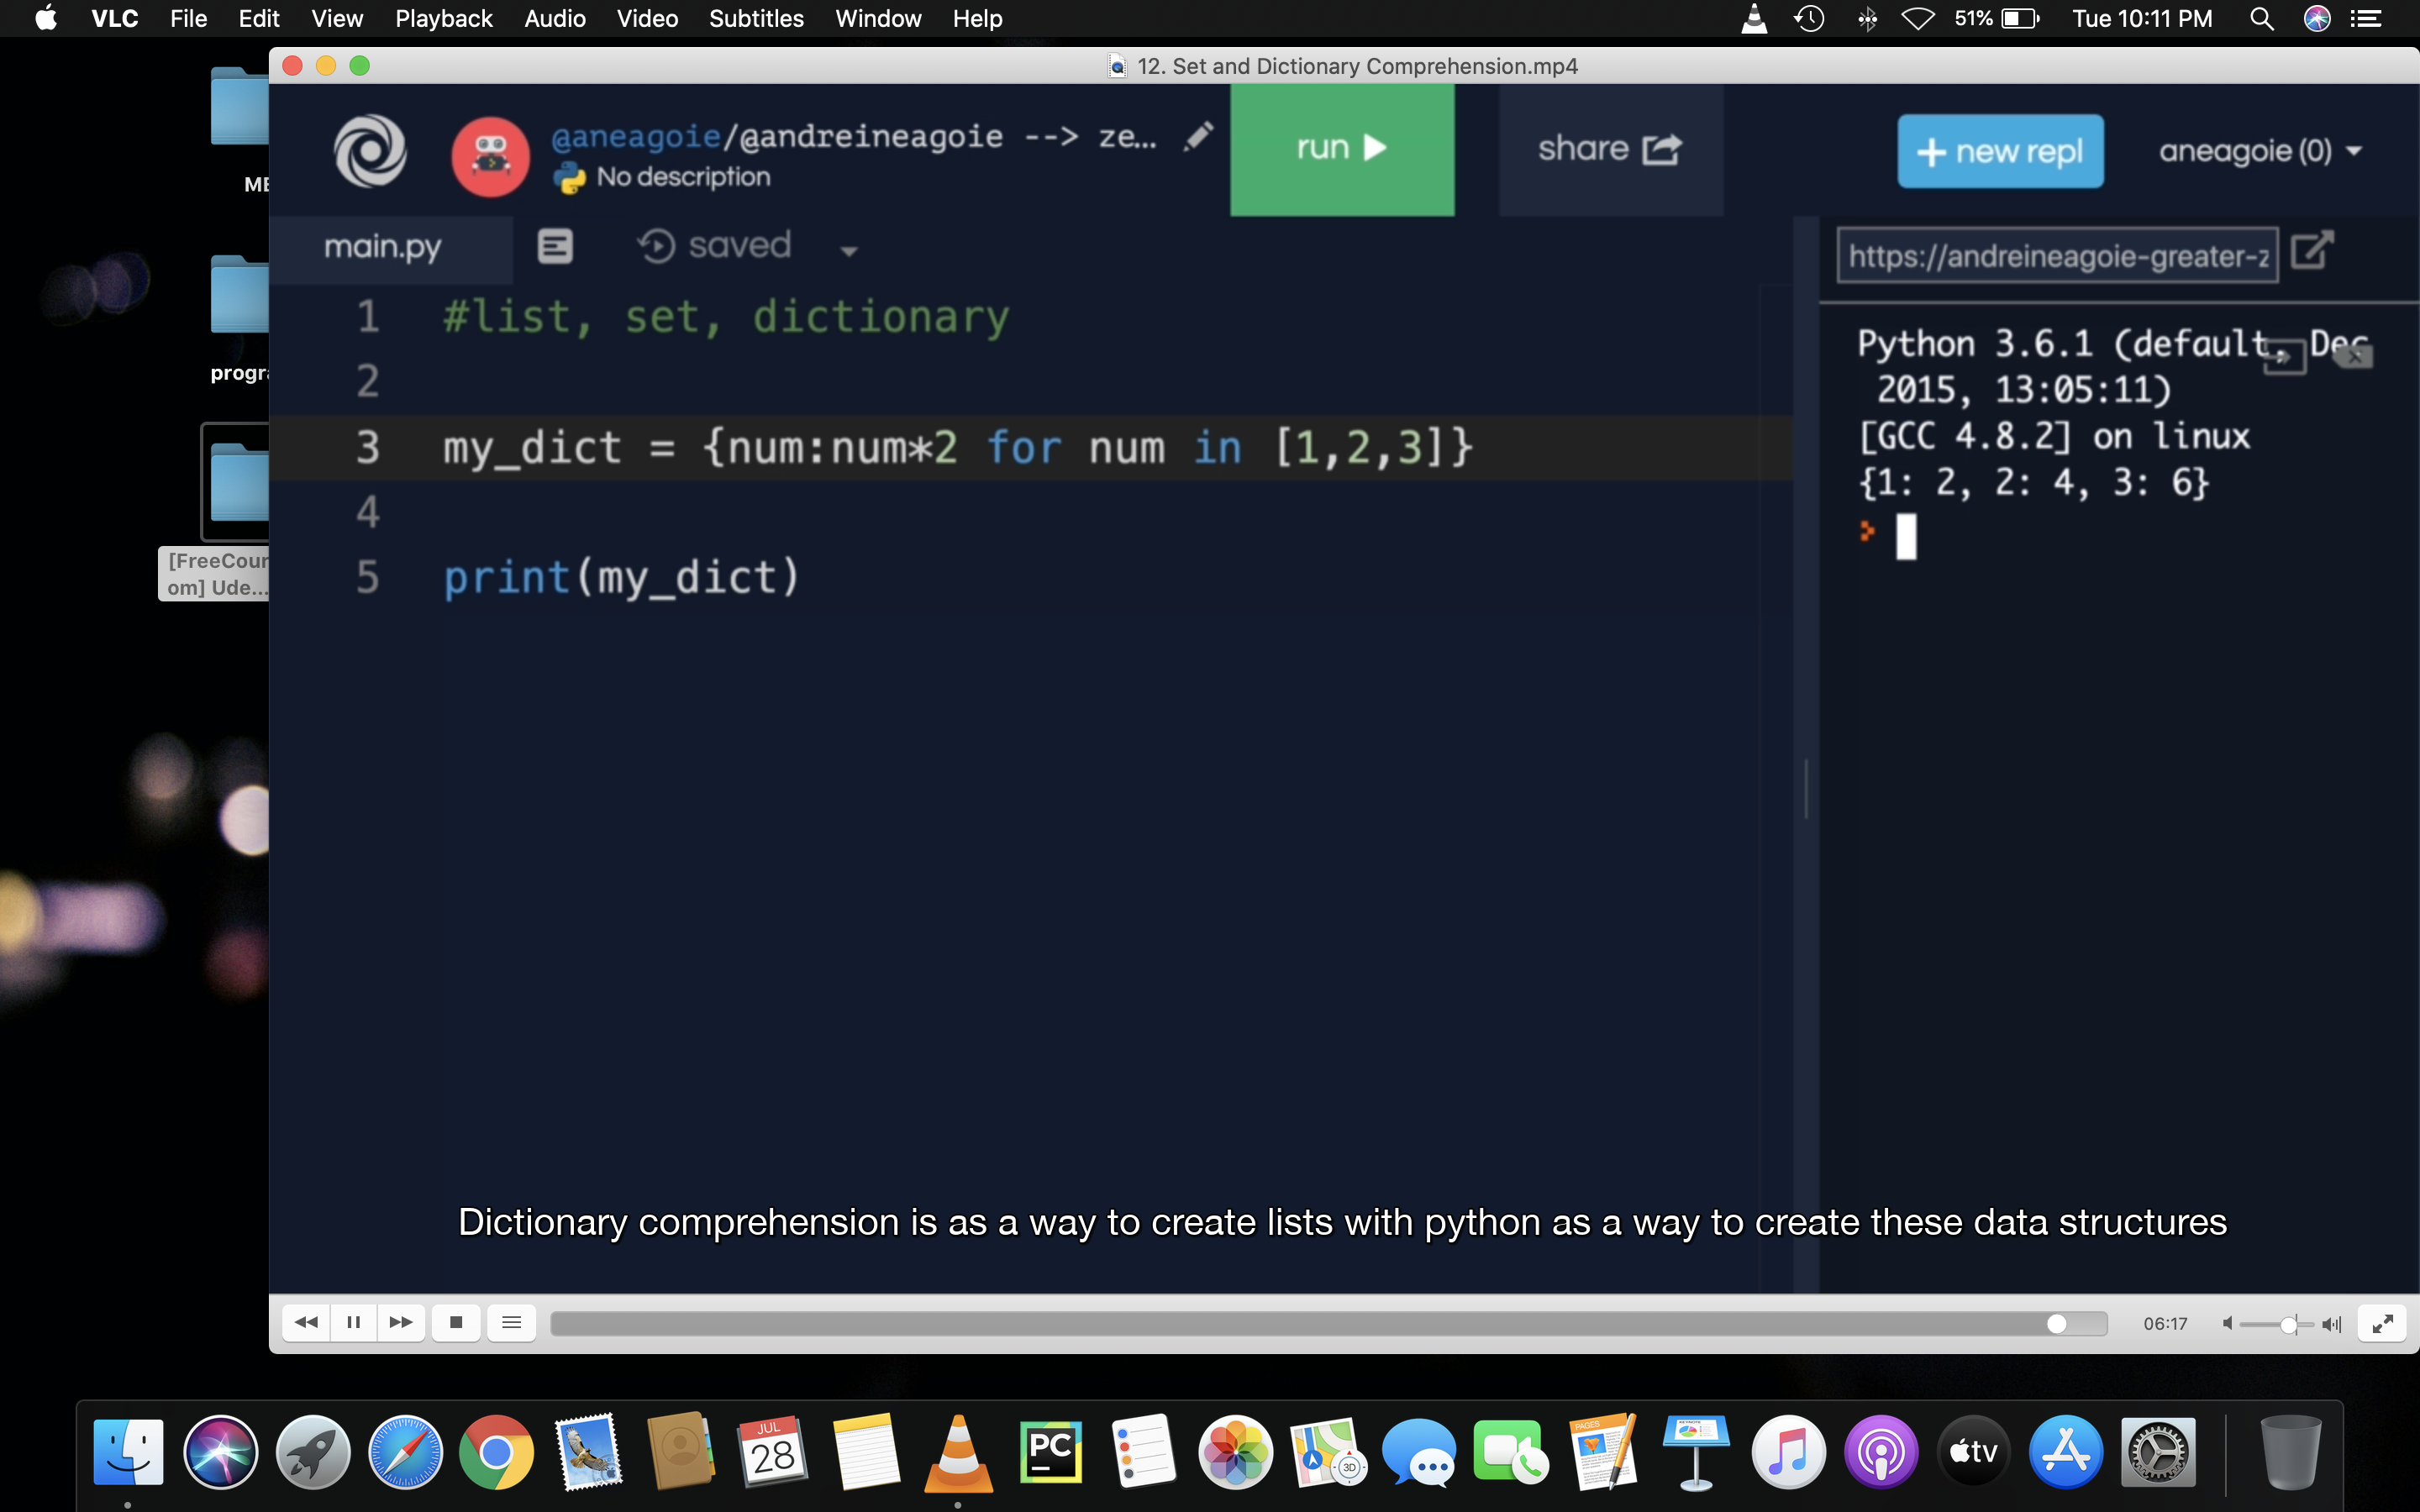 VLC File Edit View Playback Audio Video Subtitles Window Help
51% Tue 10:11 PM
12. Set and Dictionary Comprehension.mp4
@aneagoie/@andreineagoie --> ze...
No description
run
share
+ new repl
aneagoie (0)
main.py
saved
https://andreineagoie-greater-z
1 #list, set, dictionary
2
3 my_dict = {num:num*2 for num in [1,2,3]}
4
5 print(my_dict)
Python 3.6.1 (default, Dec
2015, 13:05:11)
[GCC 4.8.2] on linux
{1: 2, 2: 4, 3: 6}
ME
progra
[FreeCour
om] Ude...
Dictionary comprehension is as a way to create lists with python as a way to create these data structures
06:17
JUL
28
PC
3D
PAGES
tv